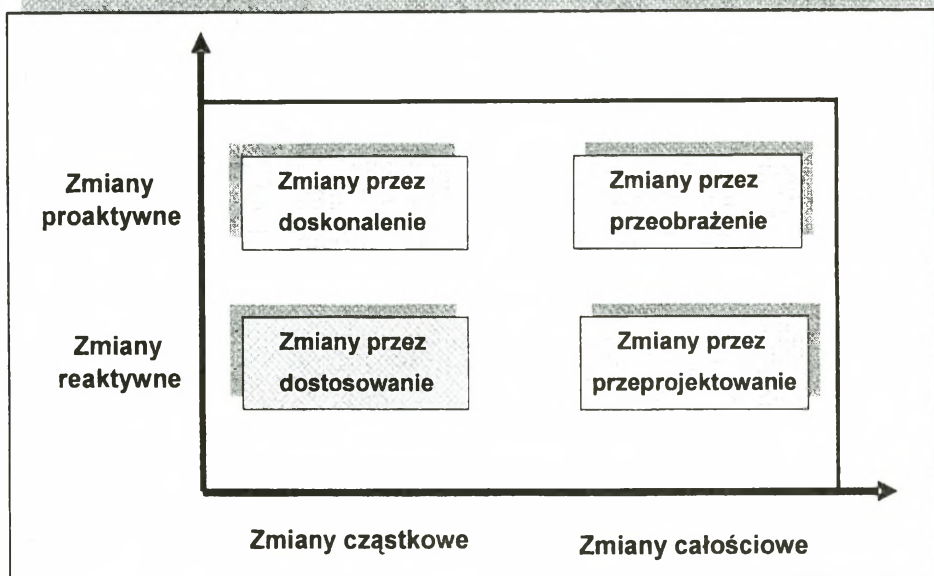 Zmiany
proaktywne
Zmiany przez
doskonalenie
Zmiany przez
przeobrażenie
Zmiany
reaktywne
Zmiany przez
dostosowanie
Zmiany przez
przeprojektowanie
Zmiany cząstkowe
Zmiany całościowe